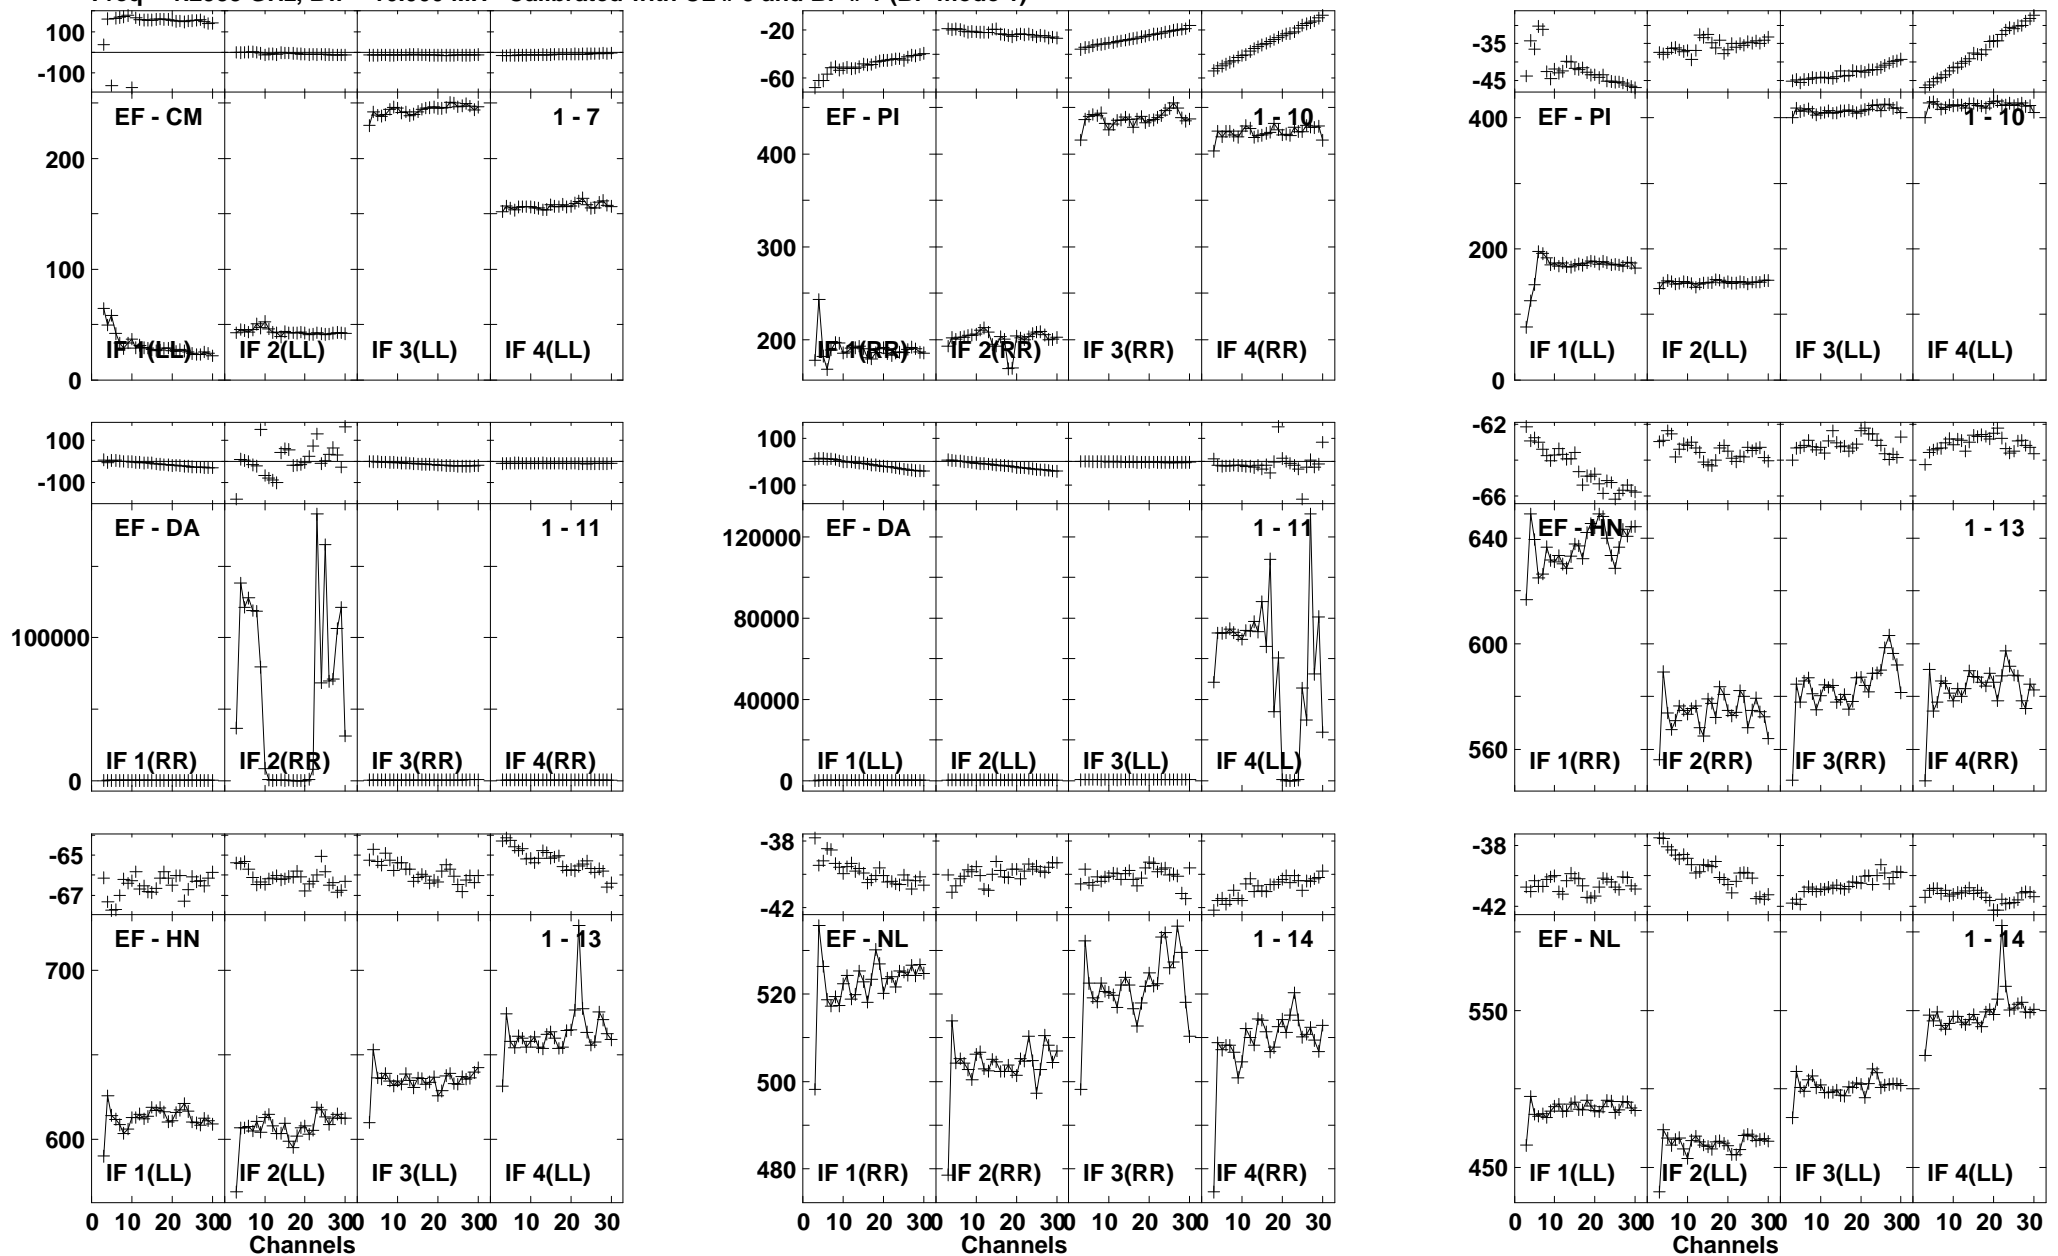 100 -20 -35
-100 -60 -45
EF - CM 1 - 7 EF - PI 1 - 10 EF - PI 1 - 10
400 400
200
300
100 200
200
IF 1(LL) IF 2(LL) IF 3(LL) IF 4(LL) IF 1(RR) IF 2(RR) IF 3(RR) IF 4(RR) IF 1(LL) IF 2(LL) IF 3(LL) IF 4(LL)
0 0
100 100 -62
-100 -100 -66
EF - DA 1 - 11 EF - DA 1 - 11 EF - HN 1 - 13
120000 640
100000 80000
600
40000
IF 1(RR) IF 2(RR) IF 3(RR) IF 4(RR) IF 1(LL) IF 2(LL) IF 3(LL) IF 4(LL) IF 1(RR) IF 2(RR) IF 3(RR) IF 4(RR)
0 0 560
-65 -38 -38
-67 -42 -42
EF - HN 1 - 13 EF - NL 1 - 14 EF - NL 1 - 14
700 520 550
600 500
480 450
IF 1(LL) IF 2(LL) IF 3(LL) IF 4(LL) IF 1(RR) IF 2(RR) IF 3(RR) IF 4(RR) IF 1(LL) IF 2(LL) IF 3(LL) IF 4(LL)
0 10 20 30 0 10 20 30 0 10 20 30 0 10 20 30 0 10 20 30 0 10 20 30 0 10 20 30 0 10 20 30 0 10 20 30 0 10 20 30 0 10 20 30 0 10 20 30
Channels Channels Channels